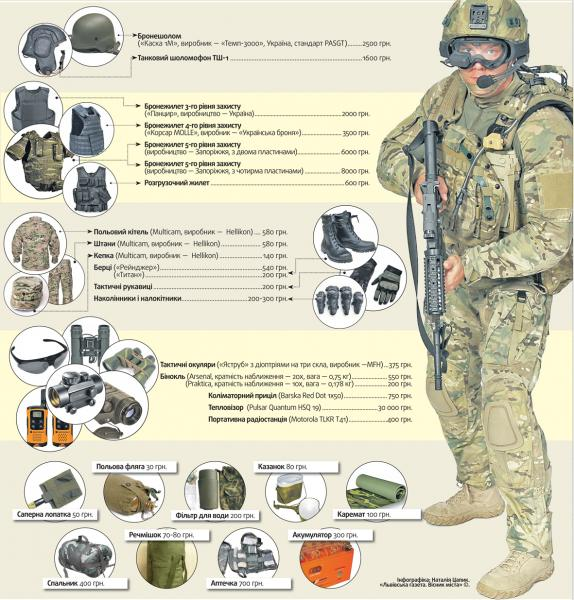 Бронешолом
(«Каска 1М», виробник — «Темп-3000», Україна, стандарт PASGT)..........2500 грн.
Танковий шоломофон ТШ-1..........1600 грн.
Бронежилет 3-го рівня захисту
(«Панцир», виробництво — Україна)..........2000 грн.
Бронежилет 4-го рівня захисту
(«Корсар MOLLE», виробник — «Українська броня»)..........3500 грн.
Бронежилет 5-го рівня захисту
(виробництво — Запоріжжя, з двома пластинами)..........6000 грн.
Бронежилет 5-го рівня захисту
(виробництво — Запоріжжя, з чотирма пластинами)..........8000 грн.
Розгрузочний жилет..........600 грн.
Польовий кітель (Multicam, виробник — Hellikon).... 580 грн.
Штани (Multicam, виробник — Hellikon)..........580 грн.
Кепка (Multicam, виробник — Hellikon)..........140 грн.
Берці («Рейнджер»)..........540 грн.
(«Титан»)..........200 грн.
Тактичні рукавиці..........200 грн.
Наколінники і налокітники..........200-300 грн.
Тактичні окуляри («Яструб» з діоптріями на три скла, виробник —MFH)...375 грн.
Бінокль (Arsenal, кратність наближення — 20х, вага — 0,75 кг)..........550 грн.
(Praktica, кратність наближення — 10х, вага — 0,178 кг)..........200 грн.
Коліматорний приціл (Barska Red Dot 1x50)..........750 грн.
Тепловізор (Pulsar Quantum HSQ 19)..........30 000 грн.
Портативна радіостанція (Motorola TLKR T41)..........400 грн.
Польова фляга 30 грн.
Казанок 80 грн.
Саперна лопатка 50 грн.
Фільтр для води 200 грн.
Каремат 100 грн.
Речмішок 70-80 грн.
Акумулятор 300 грн.
Спальник 400 грн.
Аптечка 700 грн.
Інфографіка: Наталія Шапик.
«Львівська газета. Вісник міста» ©.